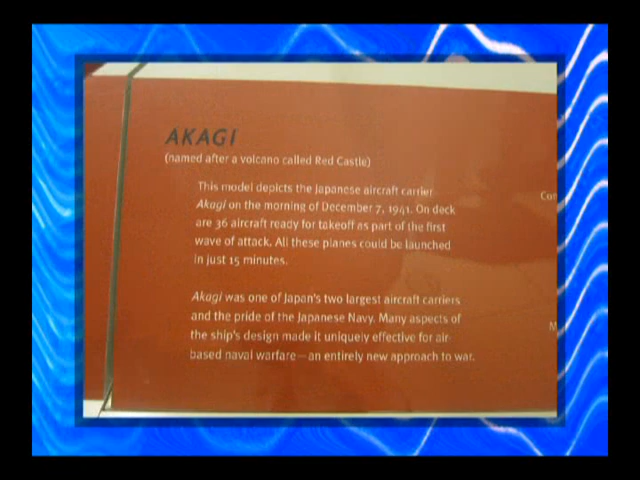 AKAGI
(named after a volcano called Red Castle)
This model depicts the Japanese aircraft carrier
Akagi on the morning of December 7, 1941. On deck
are 36 aircraft ready for takeoff as part of the first
wave of attack. All these planes could be launched
in just 15 minutes.
Akagi was one of Japan's two largest aircraft carriers
and the pride of the Japanese Navy. Many aspects of
the ship's design made it uniquely effective for air-
based naval warfare—an entirely new approach to war.